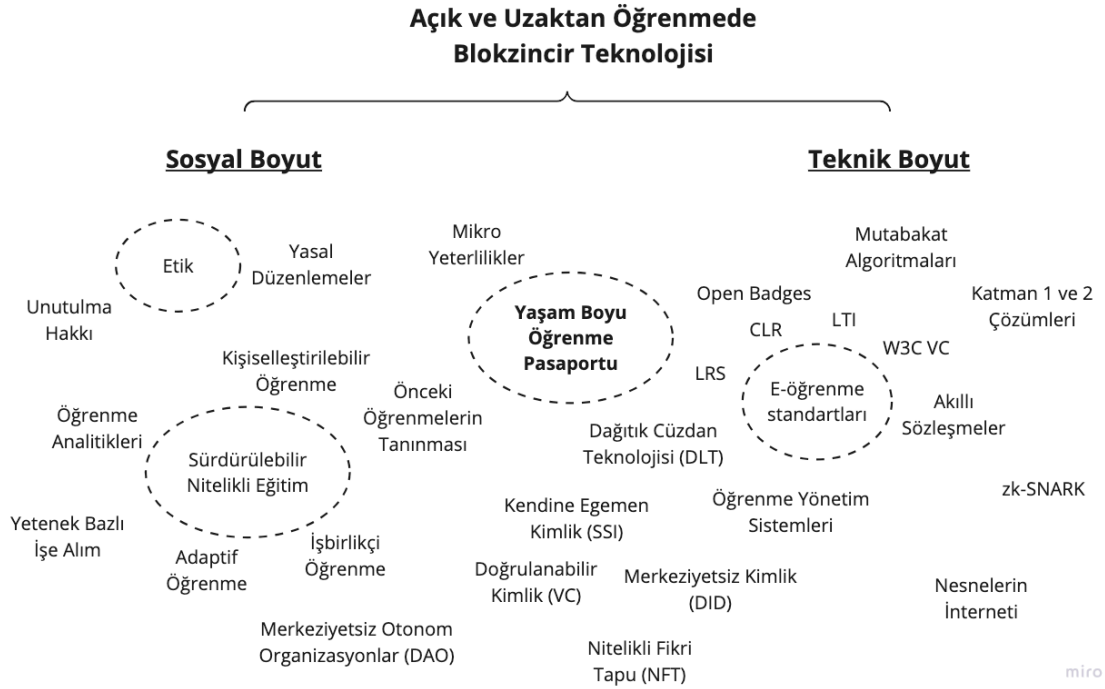 Açık ve Uzaktan Öğrenmede
Blokzincir Teknolojisi
Sosyal Boyut
Teknik Boyut
Etik
Yasal
Düzenlemeler
Mikro
Yeterlilikler
Mutabakat
Algoritmaları
Unutulma
Hakkı
Yaşam Boyu
Öğrenme
Pasaportu
Open Badges
CLR
LTI
Katman 1 ve 2
Çözümleri
W3C VC
LRS
Kişiselleştirilebilir
Öğrenme
Önceki
Öğrenmelerin
Tanınması
E-öğrenme
standartları
Akıllı
Sözleşmeler
Öğrenme
Analitikleri
Sürdürülebilir
Nitelikli Eğitim
Dağıtık Cüzdan
Teknolojisi (DLT)
Kendine Egemen
Kimlik (SSI)
Öğrenme Yönetim
Sistemleri
zk-SNARK
Yetenek Bazlı
İşe Alım
Adaptif
Öğrenme
İşbirlikçi
Öğrenme
Doğrulanabilir
Kimlik (VC)
Merkeziyetsiz Kimlik
(DID)
Nesnelerin
İnterneti
Merkeziyetsiz Otonom
Organizasyonlar (DAO)
Nitelikli Fikri
Tapu (NFT)
miro